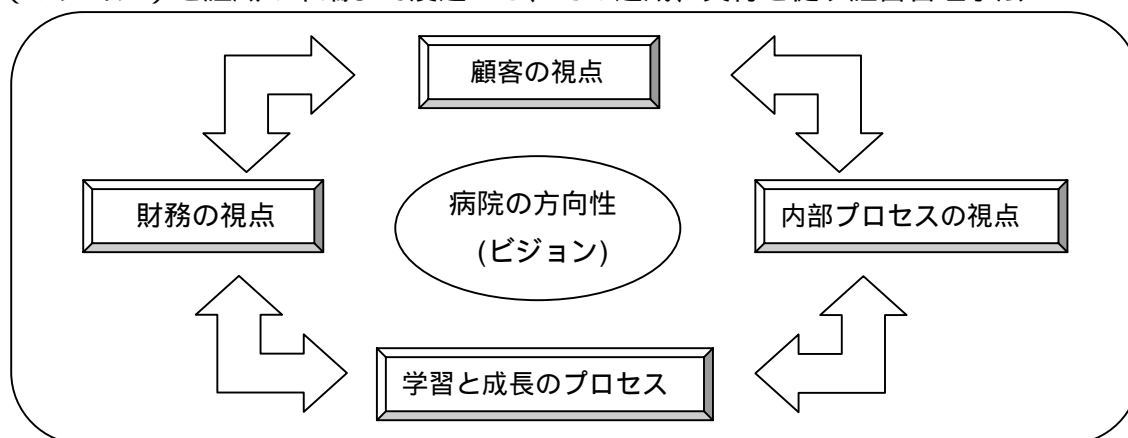 顧客の視点
財務の視点
病院の方向性
(ビジョン)
内部プロセスの視点
学習と成長のプロセス